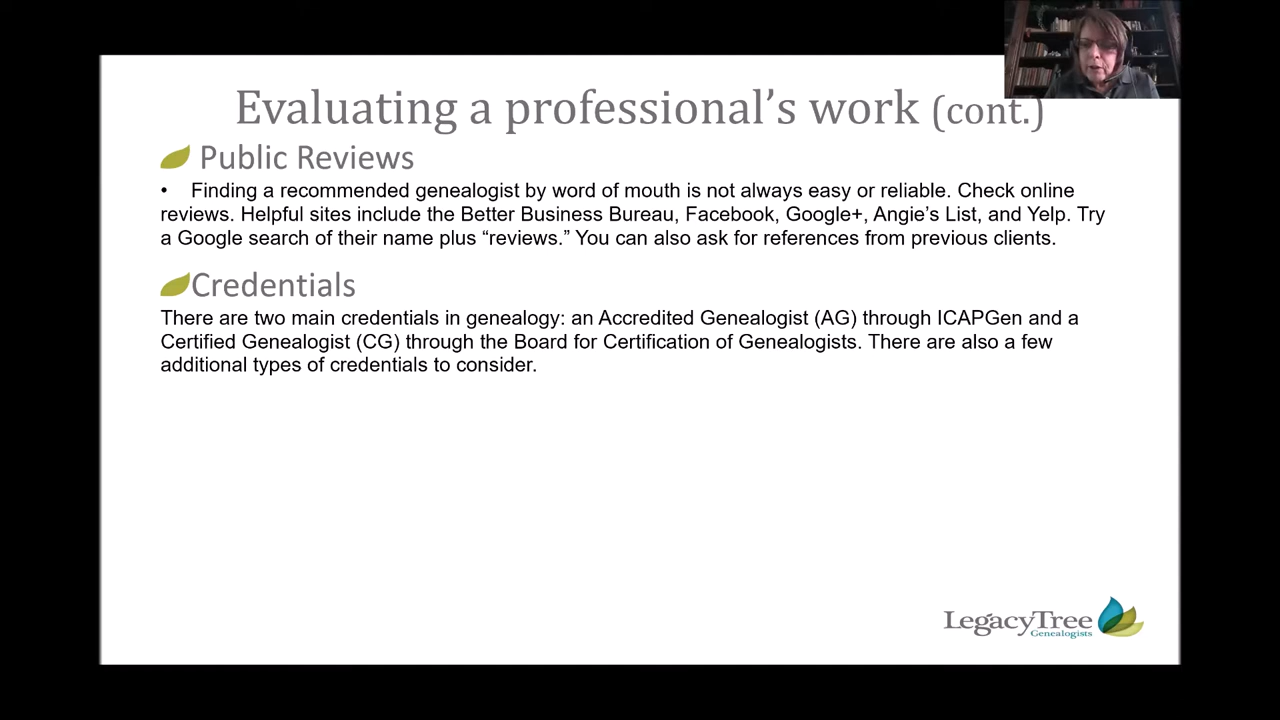 Evaluating a professional’s work (cont.)
Public Reviews
• Finding a recommended genealogist by word of mouth is not always easy or reliable. Check online
reviews. Helpful sites include the Better Business Bureau, Facebook, Google+, Angie’s List, and Yelp. Try
a Google search of their name plus “reviews.” You can also ask for references from previous clients.
Credentials
There are two main credentials in genealogy: an Accredited Genealogist (AG) through ICAPGen and a
Certified Genealogist (CG) through the Board for Certification of Genealogists. There are also a few
additional types of credentials to consider.
LegacyTree
Genealogists